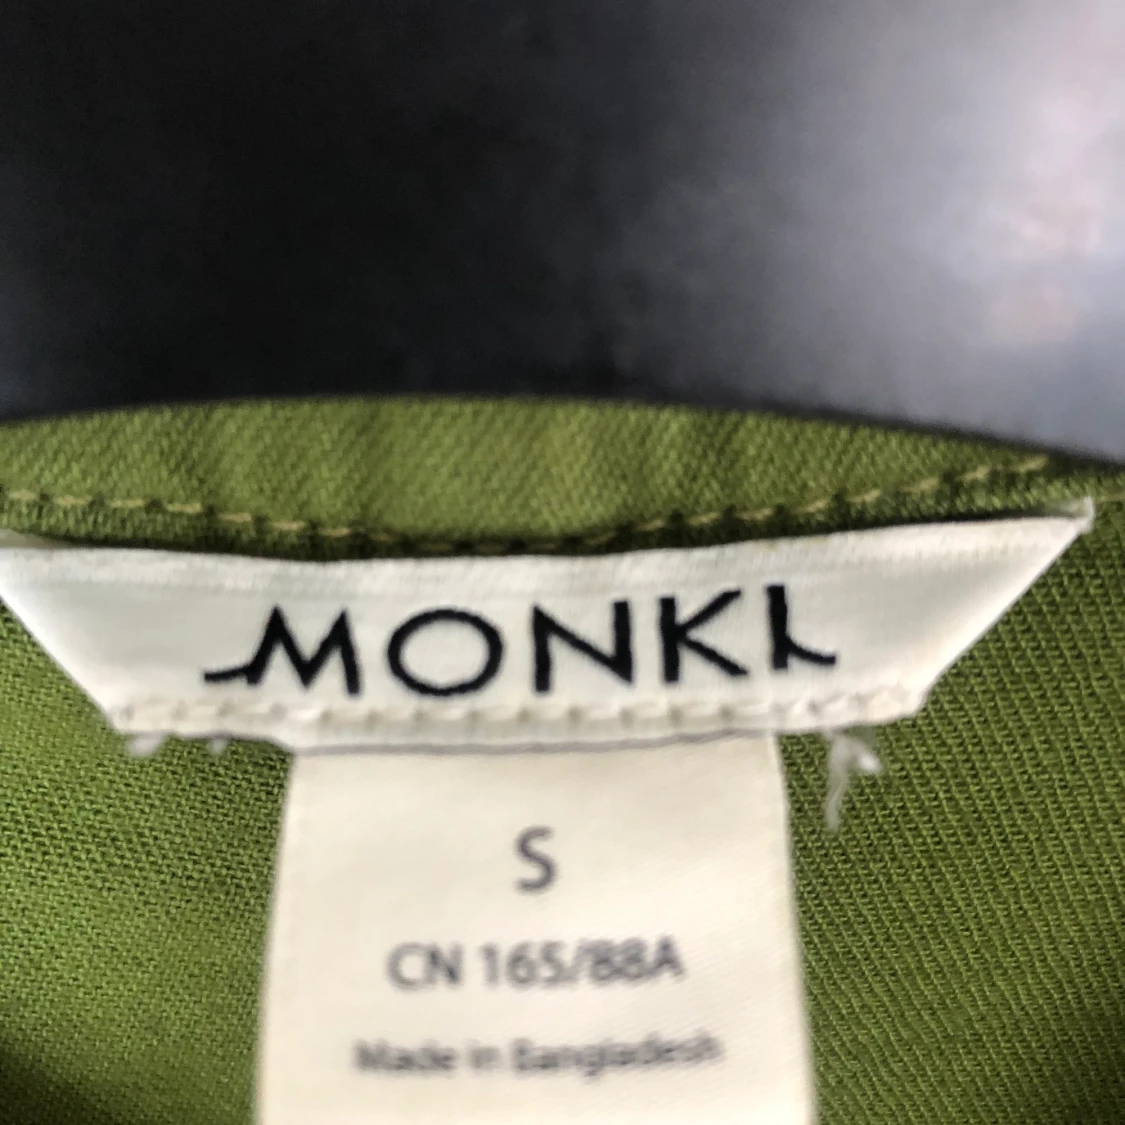 MONKI
S
CN 165/88A
Made in Bangladesh